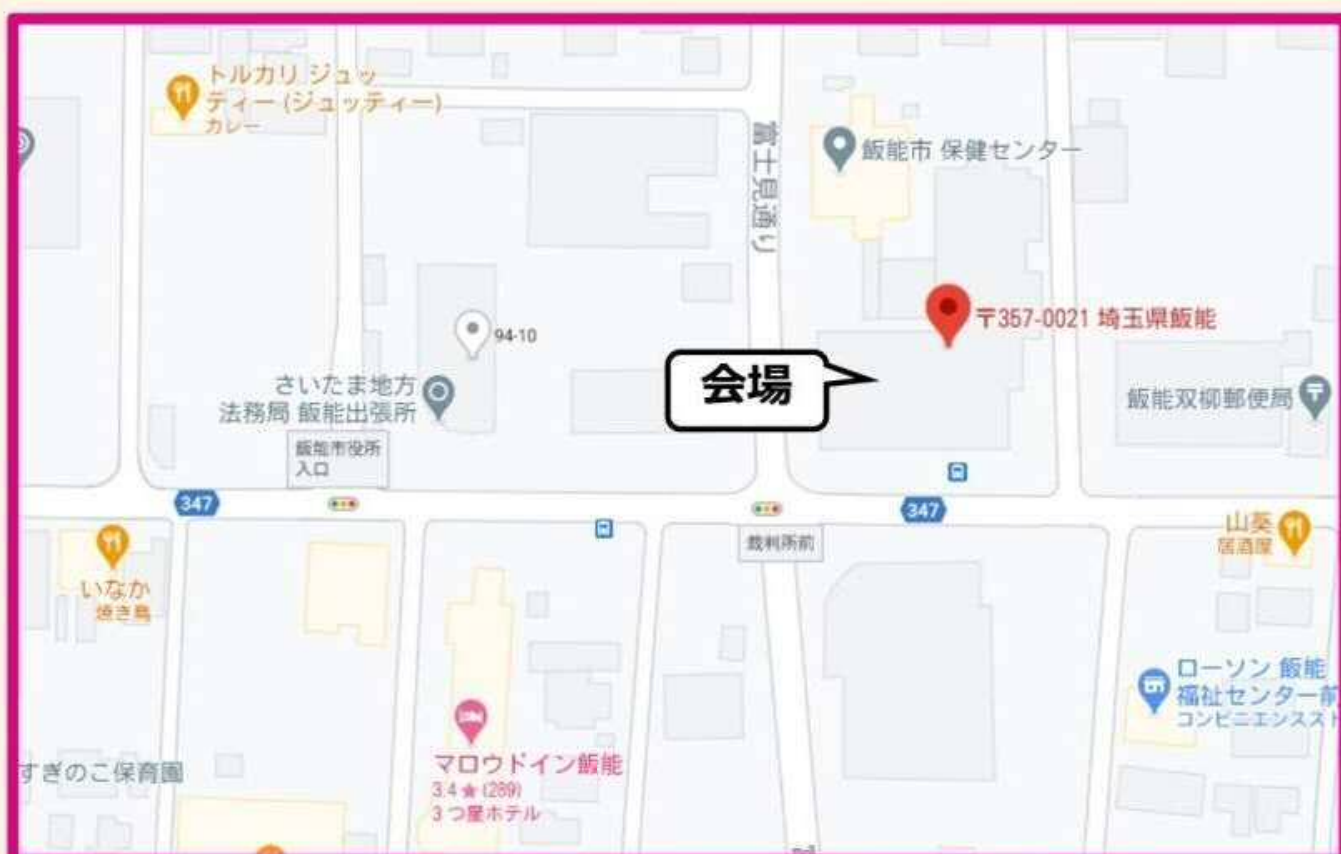 トルカリ ジュッ
ティー (ジュッティー)
カレー
富士見通り
飯能市 保健センター
94-10
〒357-0021 埼玉県飯能
会場
さいたま地方
法務局 飯能出張所
飯能双柳郵便局
飯能市役所
入口
347
347
裁判所前
山葵
居酒屋
いなか
焼き鳥
ローソン 飯能
福祉センター前
コンビニエンススト
マロウドイン飯能
3.4 ★ (289)
3 つ星ホテル
すぎのこ保育園